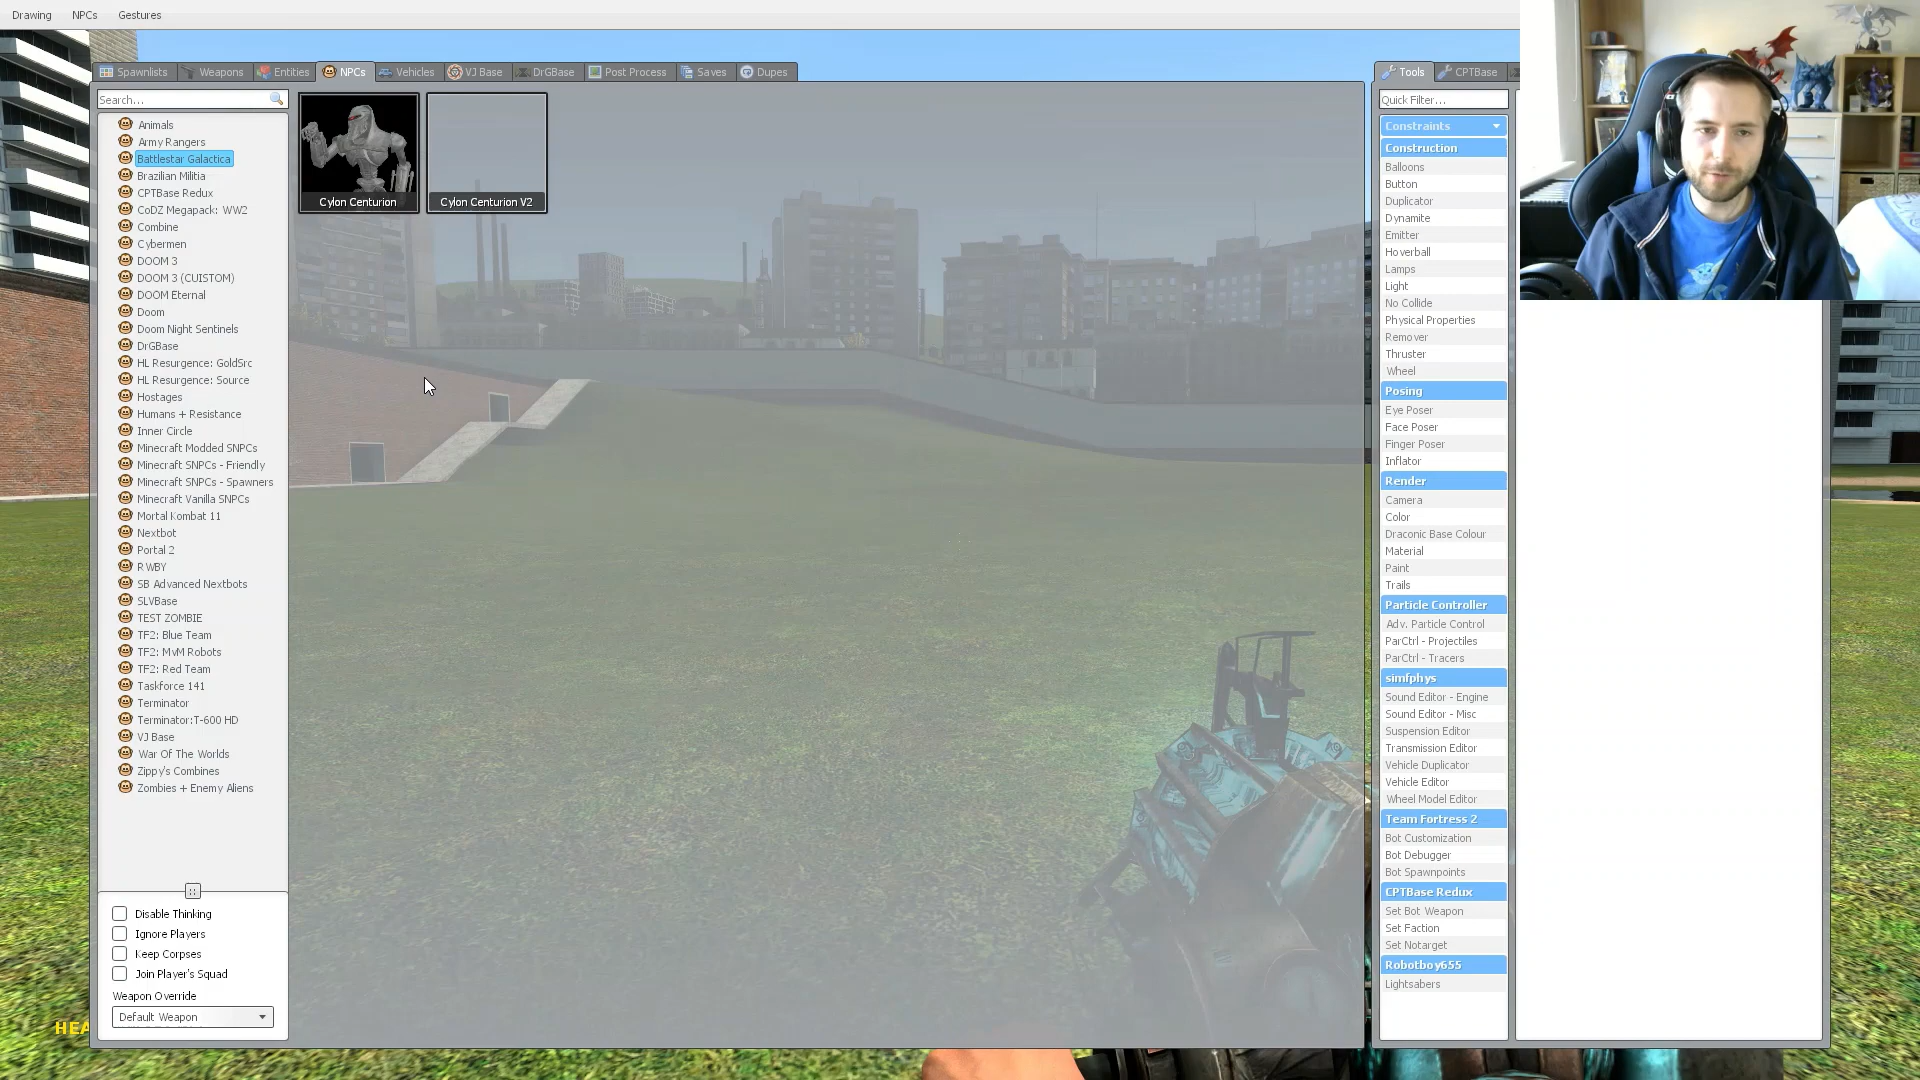 Drawing NPCs Gestures
Spawnlists Weapons Entities NPCs Vehicles VJ Base DrGBase Post Process Saves Dupes
Tools CPTBase
Search...
Animals
Army Rangers
Battlestar Galactica
Brazilian Militia
CPTBase Redux
CoDZ Megapack: WW2
Combine
Cybermen
DOOM 3
DOOM 3 (CUISTOM)
DOOM Eternal
Doom
Doom Night Sentinels
DrGBase
HL Resurgence: GoldSrc
HL Resurgence: Source
Hostages
Humans + Resistance
Inner Circle
Minecraft Modded SNPCs
Minecraft SNPCs - Friendly
Minecraft SNPCs - Spawners
Minecraft Vanilla SNPCs
Mortal Kombat 11
Nextbot
Portal 2
RWBY
SB Advanced Nextbots
SLVBase
TEST ZOMBIE
TF2: Blue Team
TF2: MvM Robots
TF2: Red Team
Taskforce 141
Terminator
Terminator:T-600 HD
VJ Base
War Of The Worlds
Zippy's Combines
Zombies + Enemy Aliens
Disable Thinking
Ignore Players
Keep Corpses
Join Player's Squad
Weapon Override
Default Weapon
HEA
Cylon Centurion
Cylon Centurion V2
Quick Filter...
Constraints
Construction
Balloons
Button
Duplicator
Dynamite
Emitter
Hoverball
Lamps
Light
No Collide
Physical Properties
Remover
Thruster
Wheel
Posing
Eye Poser
Face Poser
Finger Poser
Inflator
Render
Camera
Color
Draconic Base Colour
Material
Paint
Trails
Particle Controller
Adv. Particle Control
ParCtrl - Projectiles
ParCtrl - Tracers
simfphys
Sound Editor - Engine
Sound Editor - Misc
Suspension Editor
Transmission Editor
Vehicle Duplicator
Vehicle Editor
Wheel Model Editor
Team Fortress 2
Bot Customization
Bot Debugger
Bot Spawnpoints
CPTBase Redux
Set Bot Weapon
Set Faction
Set Notarget
Robotboy655
Lightsabers